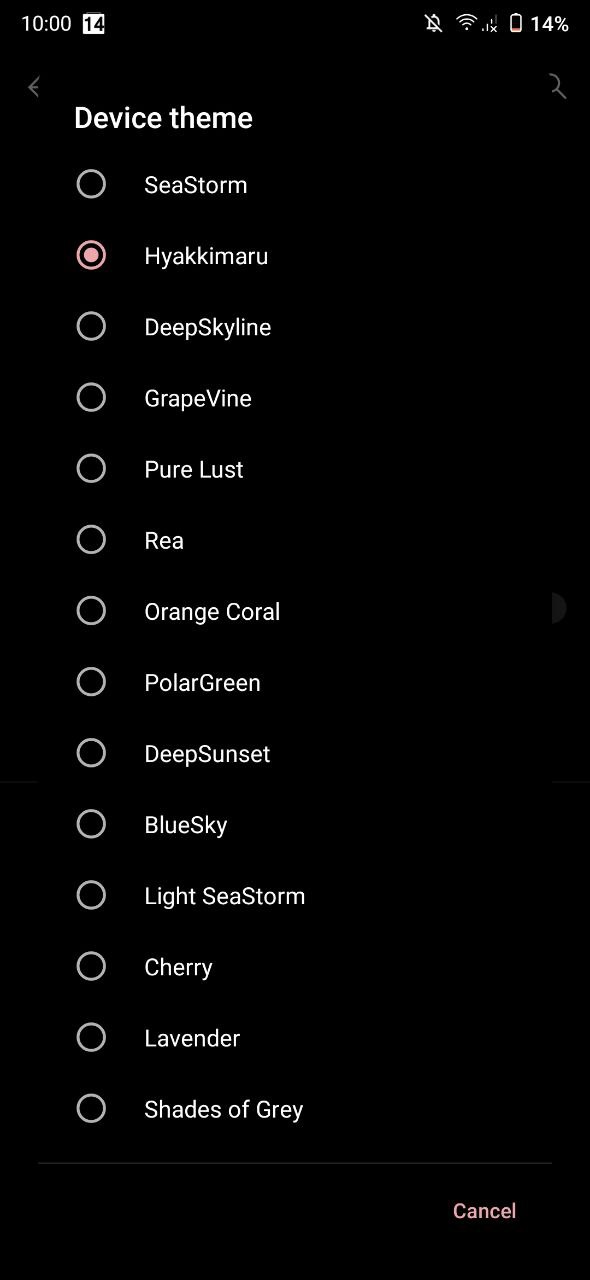 10:00 14 14%
Device theme
SeaStorm
Hyakkimaru
DeepSkyline
GrapeVine
Pure Lust
Rea
Orange Coral
PolarGreen
DeepSunset
BlueSky
Light SeaStorm
Cherry
Lavender
Shades of Grey
Cancel